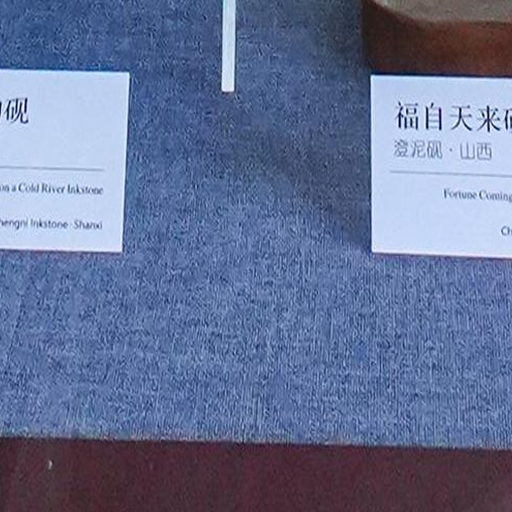 砚
on a Cold River Inkstone
hengni Inkstone · Shanxi
福自天来砚
澄泥砚·山西
Fortune Coming
Ch